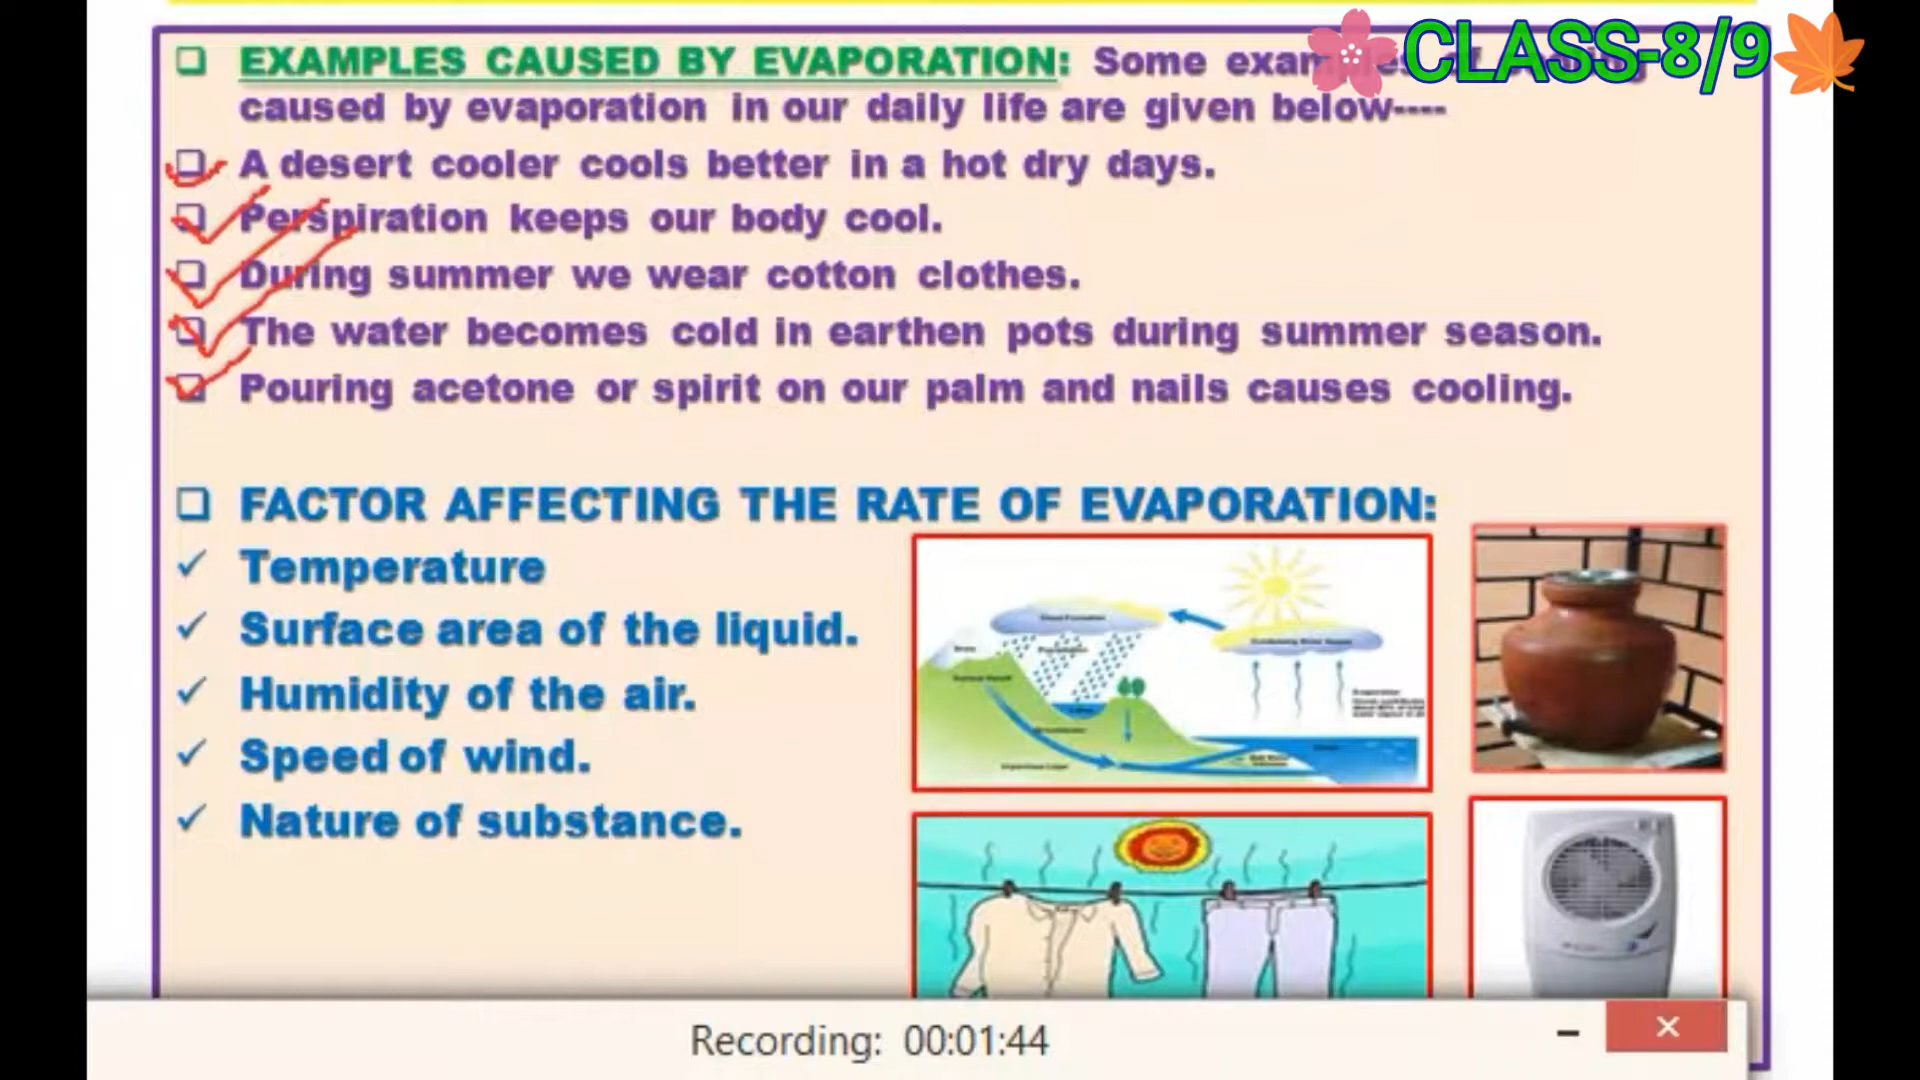 EXAMPLES CAUSED BY EVAPORATION: Some
CLASS-8/9
caused by evaporation in our daily life are given below----
A desert cooler cools better in a hot dry days.
Perspiration keeps our body cool.
During summer we wear cotton clothes.
The water becomes cold in earthen pots during summer season.
Pouring acetone or spirit on our palm and nails causes cooling.
FACTOR AFFECTING THE RATE OF EVAPORATION:
Temperature
Surface area of the liquid.
Humidity of the air.
Speed of wind.
Nature of substance.
Cloud Formation
Precipitation
Recording: 00:01:44